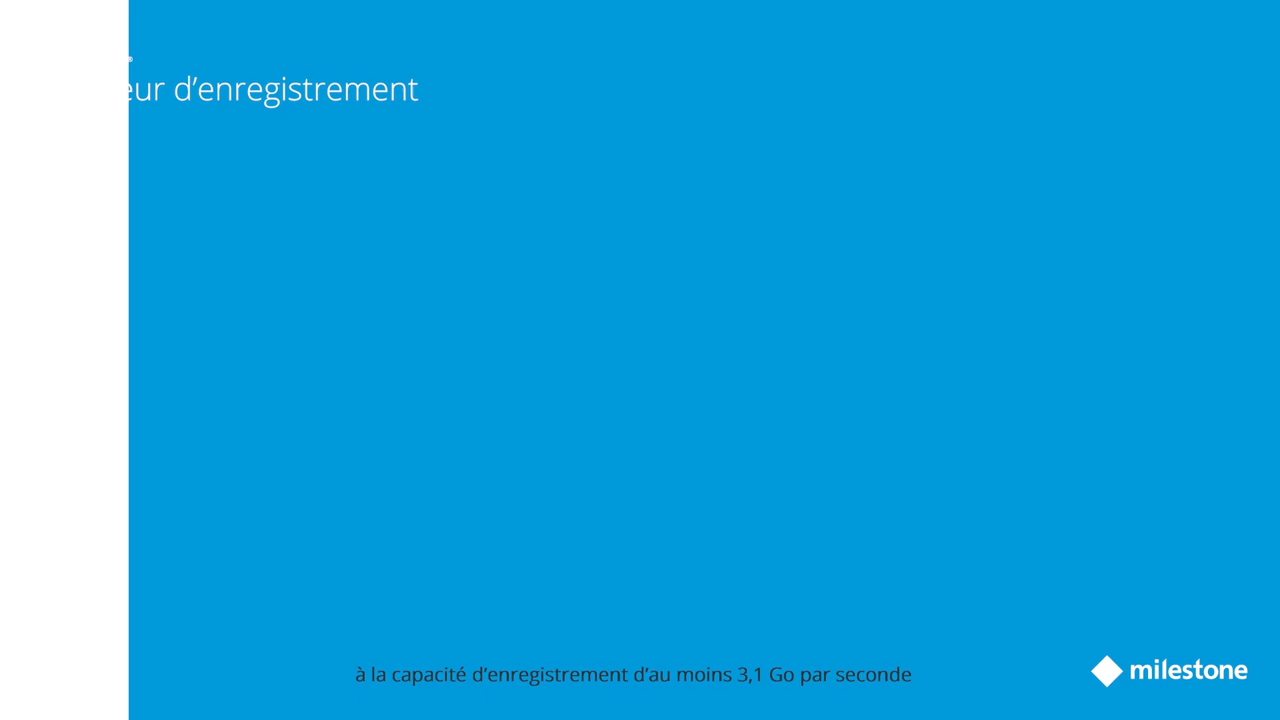 ®
eur d’enregistrement
à la capacité d’enregistrement d’au moins 3,1 Go par seconde
milestone